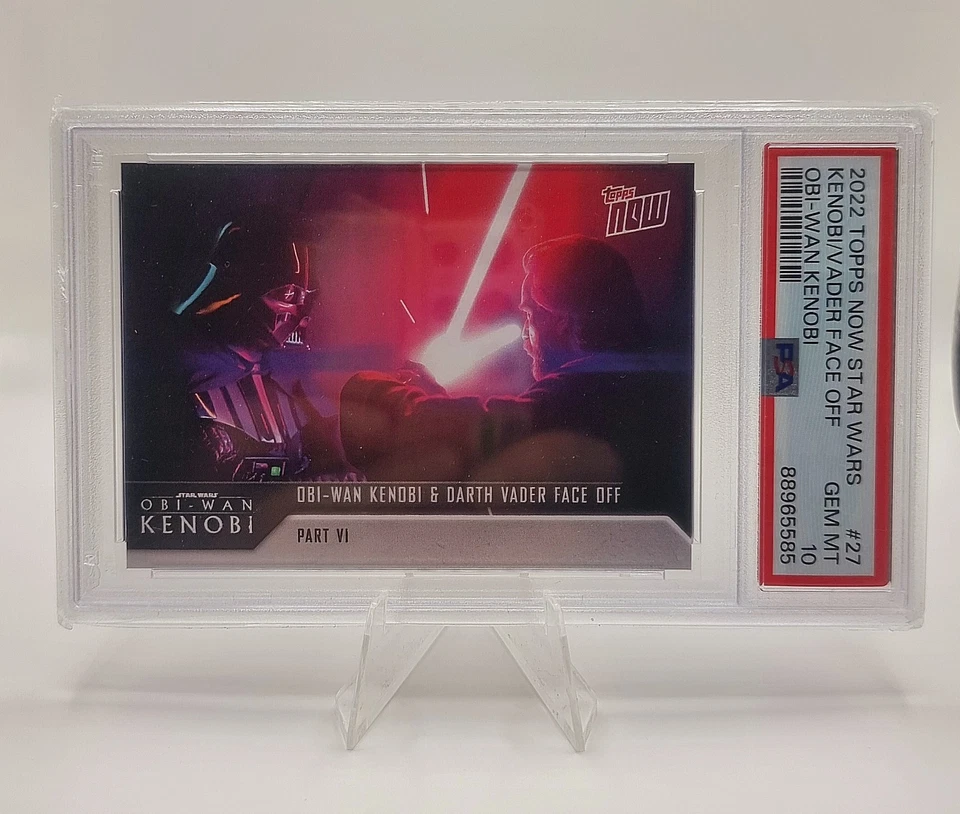 topps
NOW
OBI-WAN KENOBI & DARTH VADER FACE OFF
STAR WARS
OBI-WAN
KENOBI
PART VI
2022 TOPPS NOW STAR WARS #27
KENOBI/VADER FACE OFF GEM MT
OBI-WAN KENOBI 10
88965585
PSA